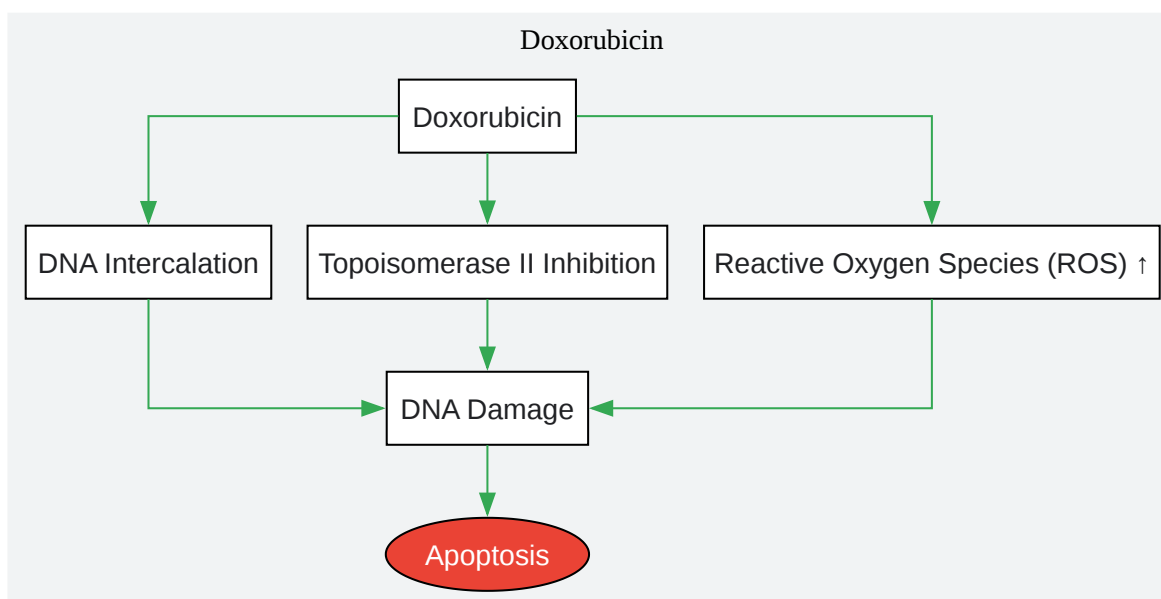 Doxorubicin
Doxorubicin
DNA Intercalation
Topoisomerase II Inhibition
Reactive Oxygen Species (ROS) ↑
DNA Damage
Apoptosis